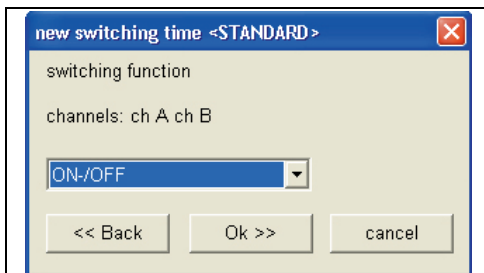 new switching time <STANDARD>
switching function
channels: ch A ch B
ON-/OFF
<< Back Ok >> cancel